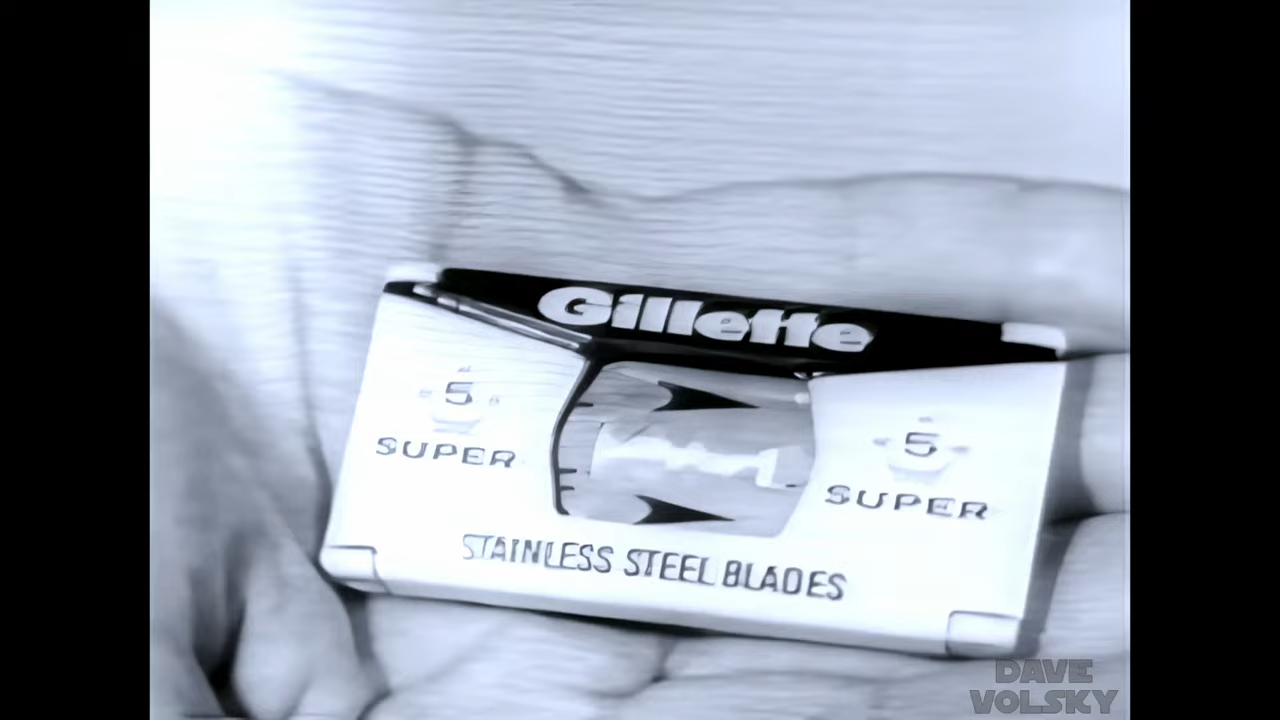 Gillette
5
SUPER
5
SUPER
STAINLESS STEEL BLADES
DAVE
VOLSKY